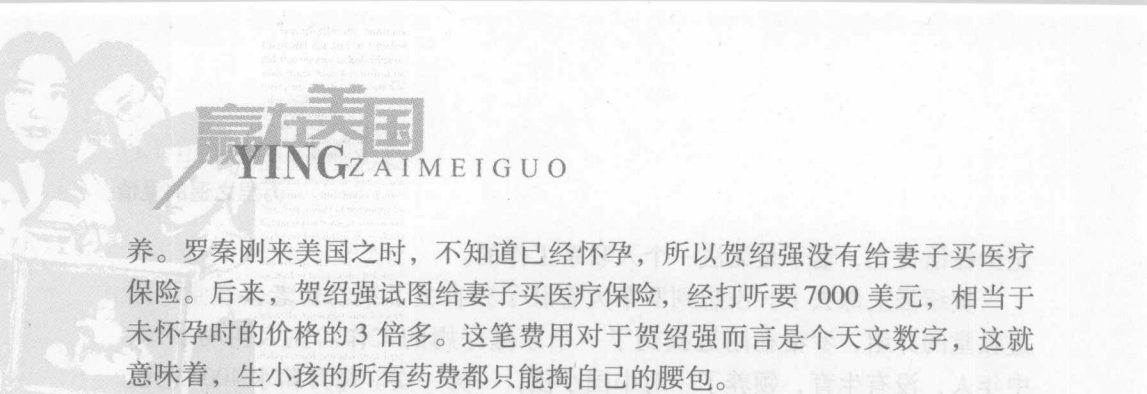 赢在美国
YINGZAIMEIGUO
养。罗秦刚来美国之时，不知道已经怀孕，所以贺绍强没有给妻子买医疗
保险。后来，贺绍强试图给妻子买医疗保险，经打听要 7000 美元，相当于
未怀孕时的价格的 3 倍多。这笔费用对于贺绍强而言是个天文数字，这就
意味着，生小孩的所有药费都只能掏自己的腰包。